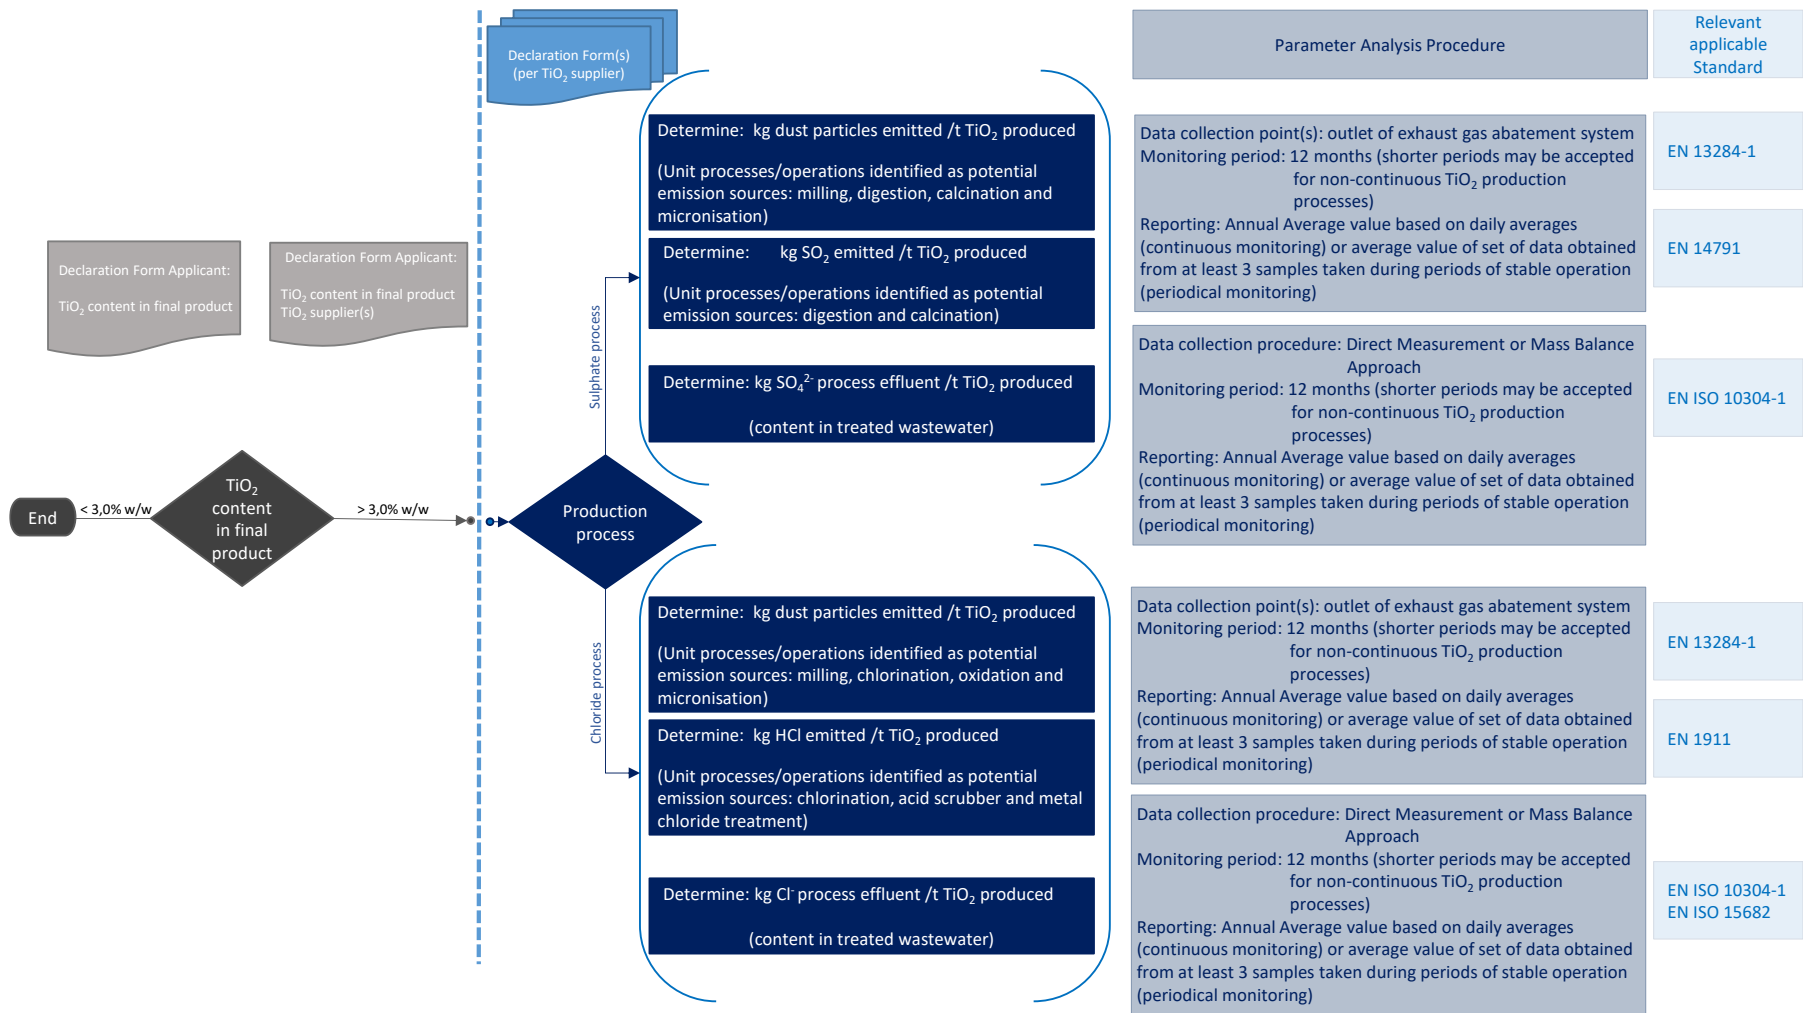 Declaration Form(s)
(per TiO₂ supplier)
Parameter Analysis Procedure
Relevant
applicable
Standard
Declaration Form Applicant:
TiO₂ content in final product
Declaration Form Applicant:
TiO₂ content in final product
TiO₂ supplier(s)
End
< 3,0% w/w
TiO₂
content
in final
product
> 3,0% w/w
Production
process
Sulphate process
Determine:  kg dust particles emitted /t TiO₂ produced
(Unit processes/operations identified as potential
emission sources: milling, digestion, calcination and
micronisation)
Determine:      kg SO₂ emitted /t TiO₂ produced
(Unit processes/operations identified as potential
emission sources: digestion and calcination)
Data collection point(s): outlet of exhaust gas abatement system
Monitoring period: 12 months (shorter periods may be accepted
for non-continuous TiO₂ production
processes)
Reporting: Annual Average value based on daily averages
(continuous monitoring) or average value of set of data obtained
from at least 3 samples taken during periods of stable operation
(periodical monitoring)
EN 13284-1
EN 14791
Determine: kg SO₄²⁻ process effluent /t TiO₂ produced
(content in treated wastewater)
Data collection procedure: Direct Measurement or Mass Balance
Approach
Monitoring period: 12 months (shorter periods may be accepted
for non-continuous TiO₂ production
processes)
Reporting: Annual Average value based on daily averages
(continuous monitoring) or average value of set of data obtained
from at least 3 samples taken during periods of stable operation
(periodical monitoring)
EN ISO 10304-1
Chloride process
Determine:  kg dust particles emitted /t TiO₂ produced
(Unit processes/operations identified as potential
emission sources: milling, chlorination, oxidation and
micronisation)
Determine:  kg HCl emitted /t TiO₂ produced
(Unit processes/operations identified as potential
emission sources: chlorination, acid scrubber and metal
chloride treatment)
Data collection point(s): outlet of exhaust gas abatement system
Monitoring period: 12 months (shorter periods may be accepted
for non-continuous TiO₂ production
processes)
Reporting: Annual Average value based on daily averages
(continuous monitoring) or average value of set of data obtained
from at least 3 samples taken during periods of stable operation
(periodical monitoring)
EN 13284-1
EN 1911
Determine: kg Cl⁻ process effluent /t TiO₂ produced
(content in treated wastewater)
Data collection procedure: Direct Measurement or Mass Balance
Approach
Monitoring period: 12 months (shorter periods may be accepted
for non-continuous TiO₂ production
processes)
Reporting: Annual Average value based on daily averages
(continuous monitoring) or average value of set of data obtained
from at least 3 samples taken during periods of stable operation
(periodical monitoring)
EN ISO 10304-1
EN ISO 15682